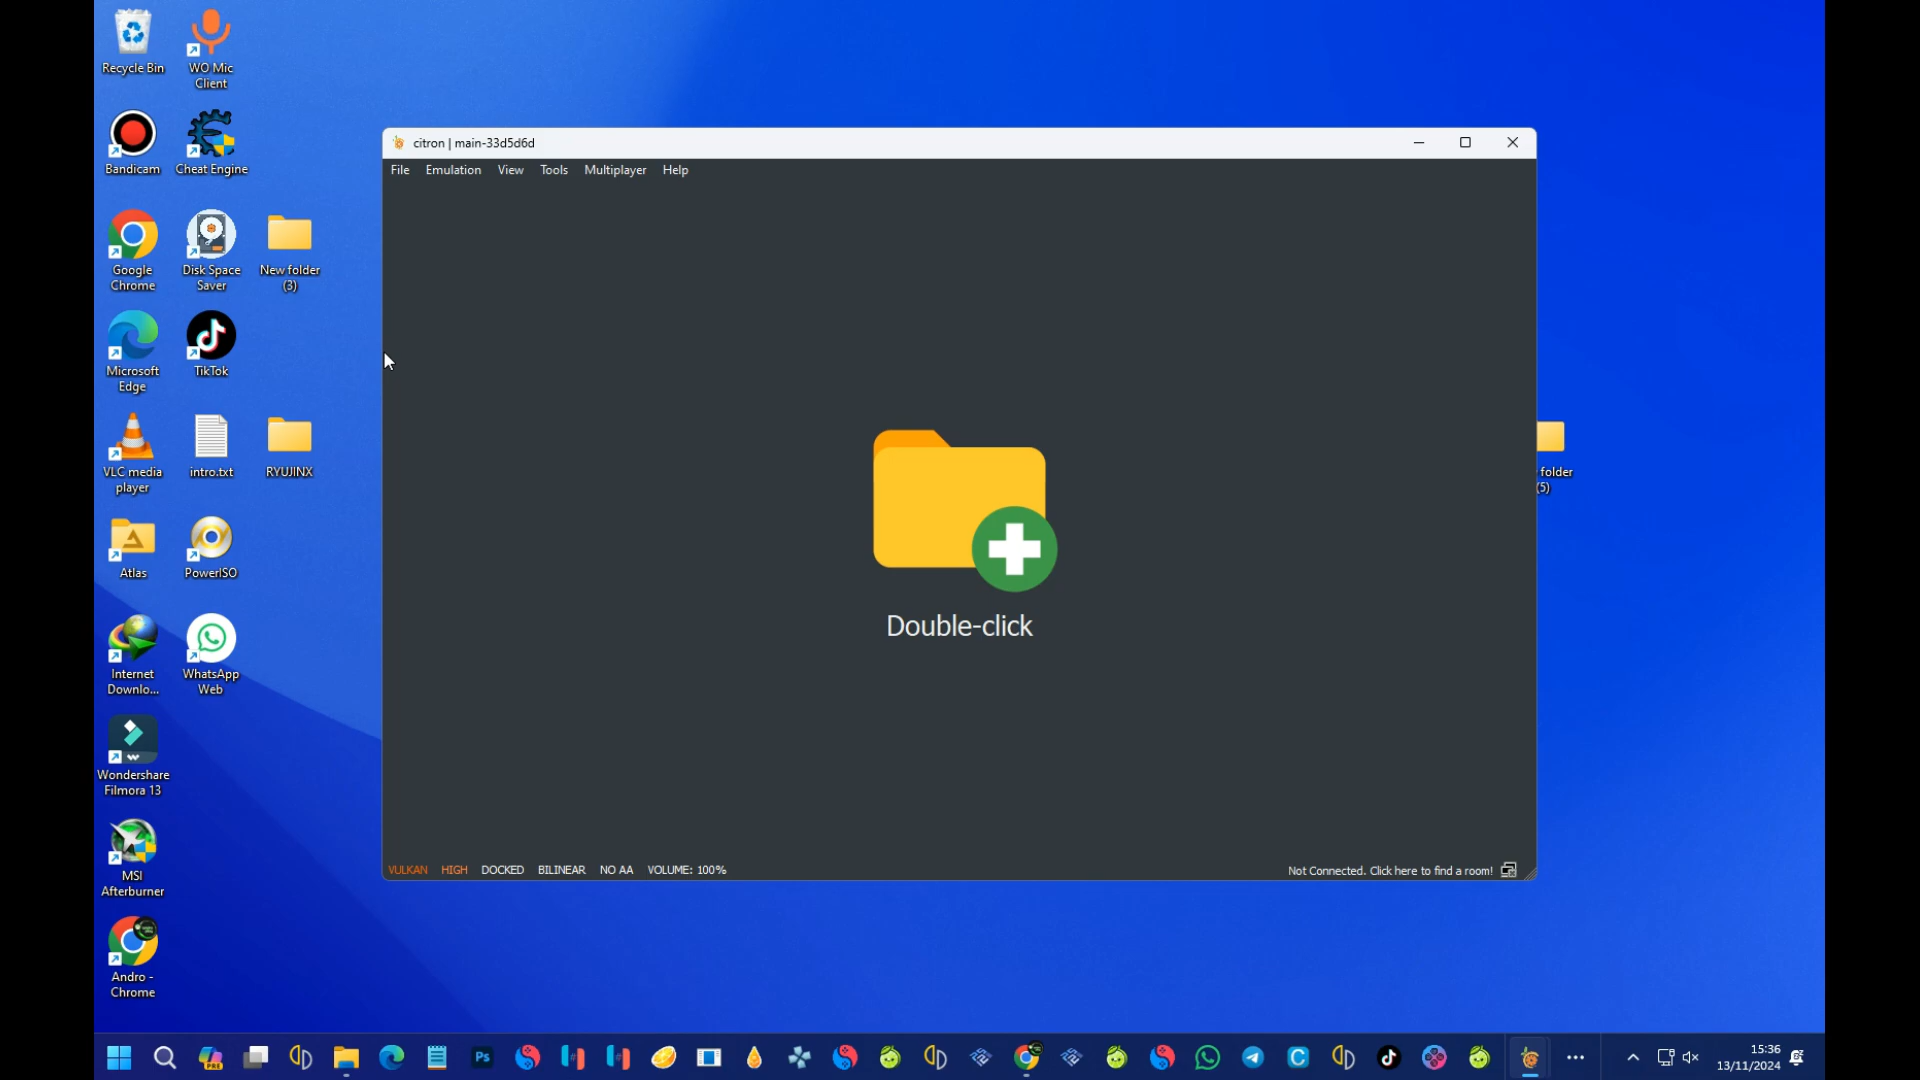 Recycle Bin
WO Mic
Client
Bandicam
Cheat Engine
Google
Chrome
Disk Space
Saver
New folder
(3)
Microsoft
Edge
TikTok
VLC media
player
intro.txt
RYUJINX
Atlas
PowerISO
Internet
Downlo...
WhatsApp
Web
Wondershare
Filmora 13
MSI
Afterburner
Andro -
Chrome
citron | main-33d5d6d
File Emulation View Tools Multiplayer Help
Double-click
VULKAN HIGH DOCKED BILINEAR NO AA VOLUME: 100%
Not Connected. Click here to find a room!
folder
(5)
PRE
Ps
C
15:36
13/11/2024